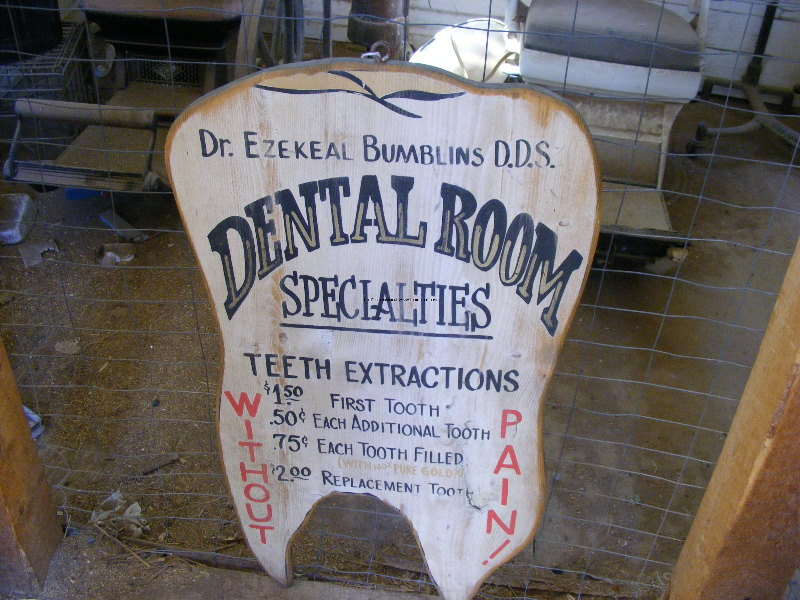 Dr. Ezekeal Bumblins D.D.S.
DENTAL ROOM
SPECIALTIES
TEETH EXTRACTIONS
$1.50 FIRST TOOTH
.50¢ EACH ADDITIONAL TOOTH
.75¢ EACH TOOTH FILLED
(WITH 100% PURE GOLD)
$2.00 REPLACEMENT TOOTH
WITHOUT
PAIN!